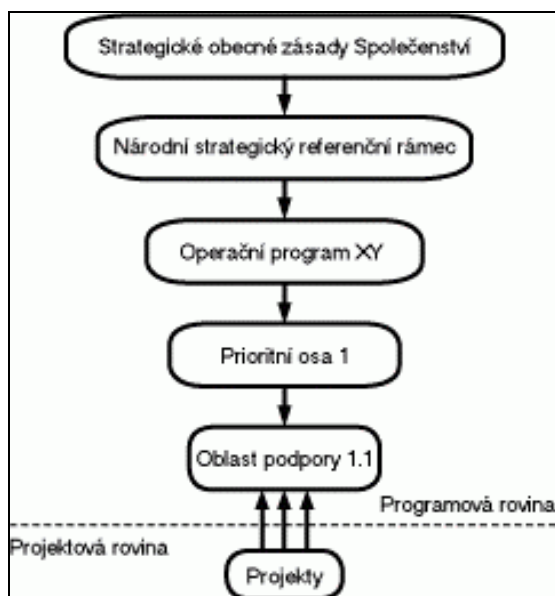 Strategické obecné zásady Společenství
Národní strategický referenční rámec
Operační program XY
Prioritní osa 1
Oblast podpory 1.1
Programová rovina
Projektová rovina
Projekty